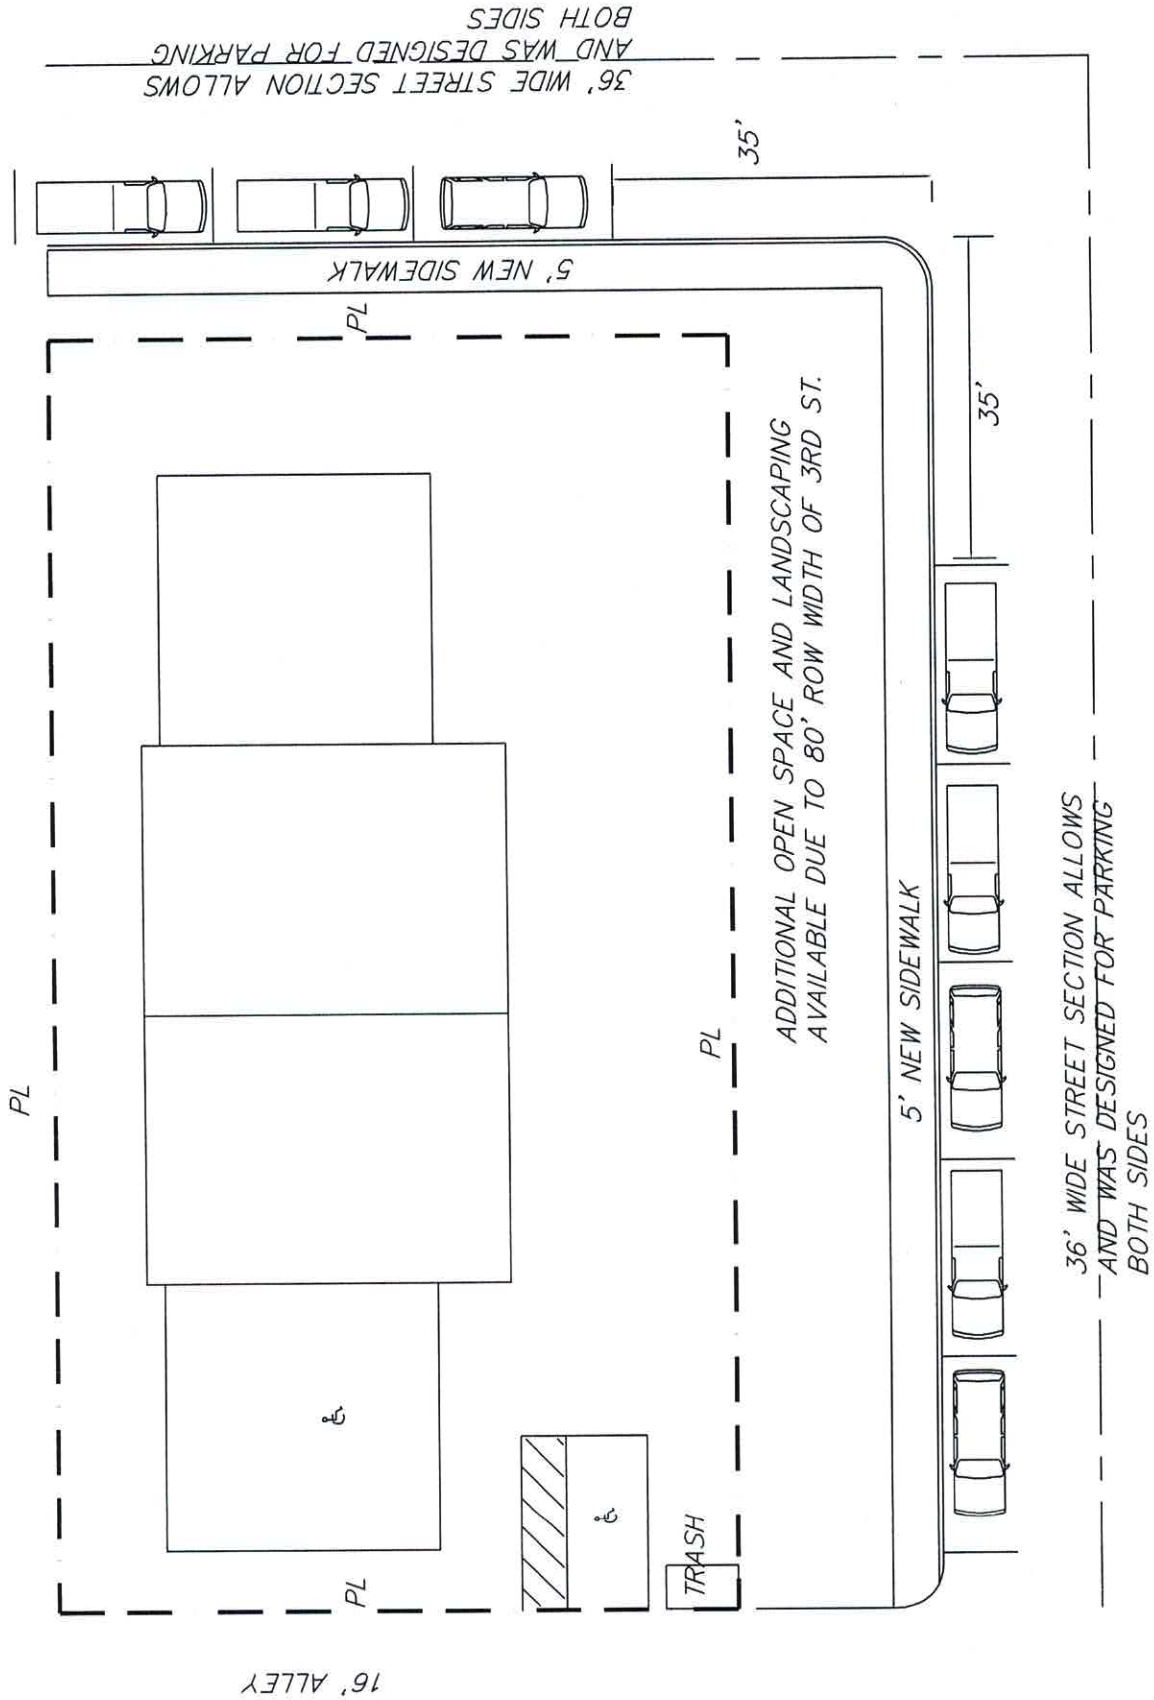 36' WIDE STREET SECTION ALLOWS
AND WAS DESIGNED FOR PARKING
BOTH SIDES
35'
5' NEW SIDEWALK
PL
PL
35'
ADDITIONAL OPEN SPACE AND LANDSCAPING
AVAILABLE DUE TO 80' ROW WIDTH OF 3RD ST.
PL
5' NEW SIDEWALK
36' WIDE STREET SECTION ALLOWS
AND WAS DESIGNED FOR PARKING
BOTH SIDES
TRASH
PL
16' ALLEY